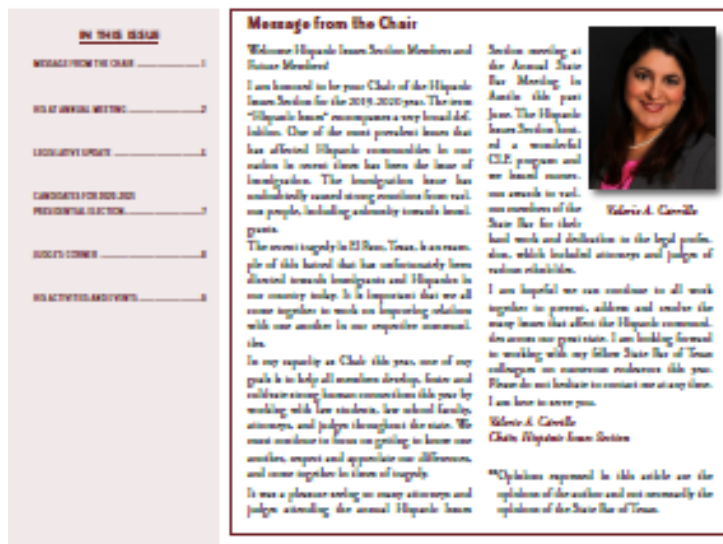 IN THIS ISSUE
MESSAGE FROM THE CHAIR 1
HIS AT ANNUAL MEETING 2
LEGISLATIVE UPDATE
CANDIDATES FOR 2020-2021
PRESIDENTIAL ELECTION 7
JUDGE'S CORNER 8
HIS ACTIVITIES AND EVENTS
Message from the Chair
Welcome Hispanic Issues Section Members and
Future Members!
I am honored to be your Chair of the Hispanic
Issues Section for the 2019-2020 year. The term
"Hispanic Issues" encompasses a very broad def-
inition. One of the most prevalent issues that
has affected Hispanic communities in our
nation in recent times has been the issue of
immigration. The immigration issue has
undoubtedly caused strong emotions from vari-
ous people, including animosity towards immi-
grants.
The recent tragedy in El Paso, Texas, is an exam-
ple of this hatred that has unfortunately been
directed towards immigrants and Hispanics in
our country today. It is important that we all
come together to work on improving relations
with one another in our respective communi-
ties.
In my capacity as Chair this year, one of my
goals is to help all members develop, foster and
cultivate strong human connections this year by
working with law students, law school faculty,
attorneys, and judges throughout the state. We
must continue to focus on getting to know one
another, respect and appreciate our differences,
and come together in times of tragedy.
It was a pleasure seeing so many attorneys and
judges attending the annual Hispanic Issues
Section meeting at
the Annual State
Bar Meeting in
Austin this past
June. The Hispanic
Issues Section host-
ed a wonderful
CLE program and
we issued numer-
ous awards to vari-
ous members of the
State Bar for their
hard work and dedication to the legal profes-
sion, which included attorneys and judges of
various ethnicities.
Valerie A. Carrillo
I am hopeful we can continue to all work
together to prevent, address and resolve the
many issues that affect the Hispanic communi-
ties across our great state. I am looking forward
to working with my fellow State Bar of Texas
colleagues on numerous endeavors this year.
Please do not hesitate to contact me at any time.
I am here to serve you.
Valerie A. Carrillo
Chair, Hispanic Issues Section
**Opinions expressed in this article are the
opinions of the author and not necessarily the
opinions of the State Bar of Texas.